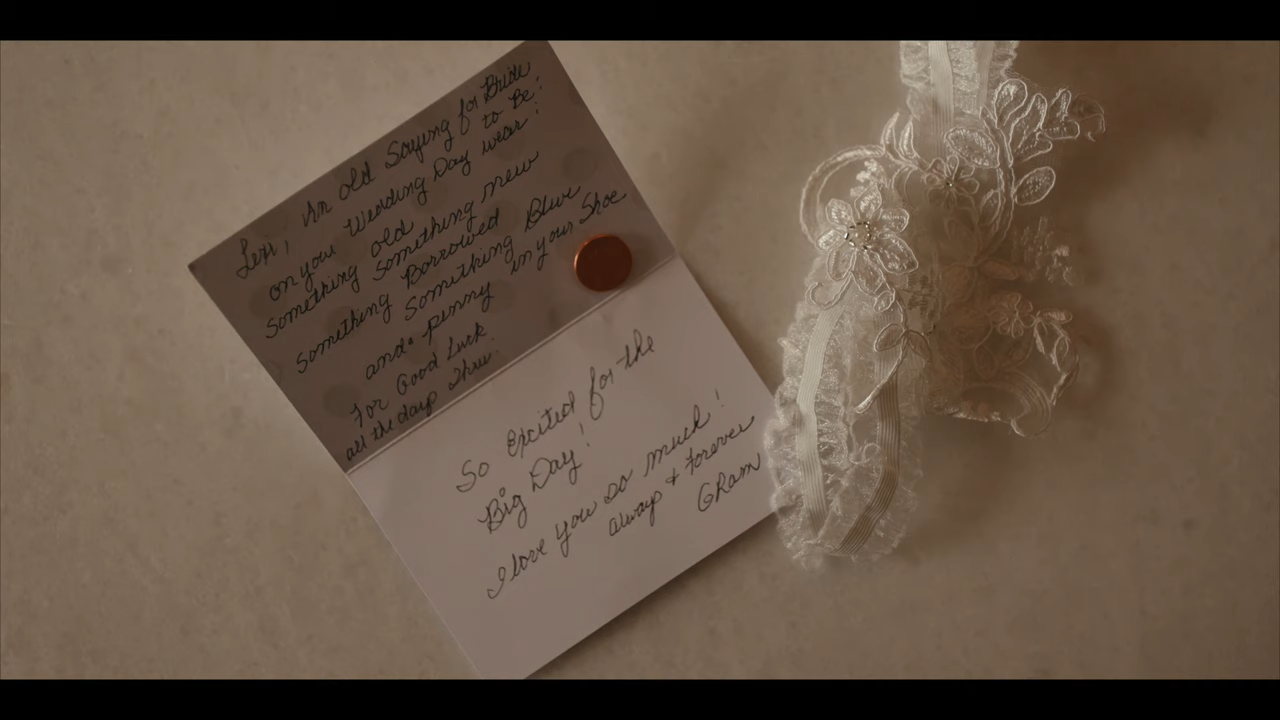 Lexi, An old Saying for Bride
to Be!
on your Wedding Day wear!
Something old
Something new
Something Borrowed
Something Blue
and a penny in your Shoe
For Good Luck
all the days thru.
So Excited for the
Big Day!
I love you so much!
always + Forever
GRam